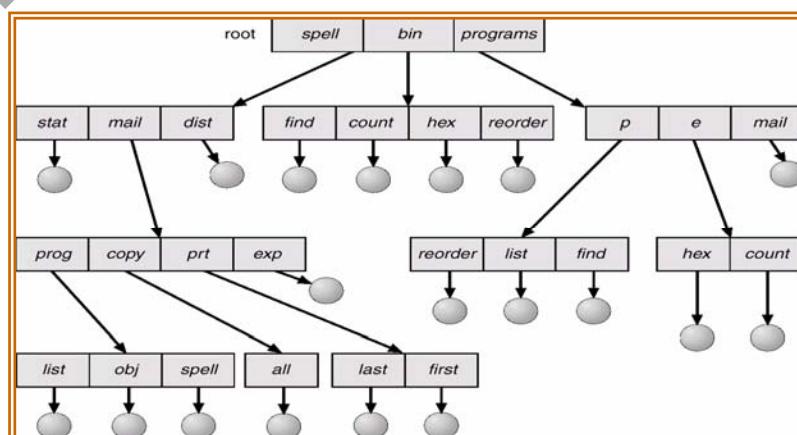 root spell bin programs
stat mail dist find count hex reorder p e mail
prog copy prt exp reorder list find hex count
list obj spell all last first